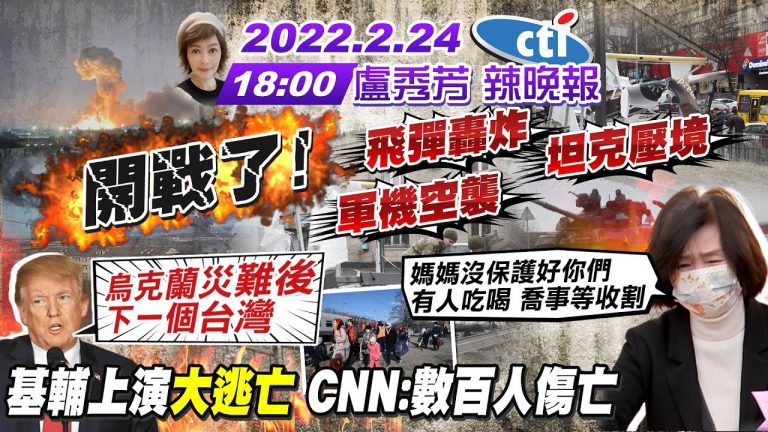 2022.2.24
cti
18:00 盧秀芳 辣晚報
開戰了!
飛彈轟炸
坦克壓境
軍機空襲
烏克蘭災難後
下一個台灣
媽媽沒保護好你們
有人吃喝 喬事等收割
基輔上演大逃亡 CNN:數百人傷亡